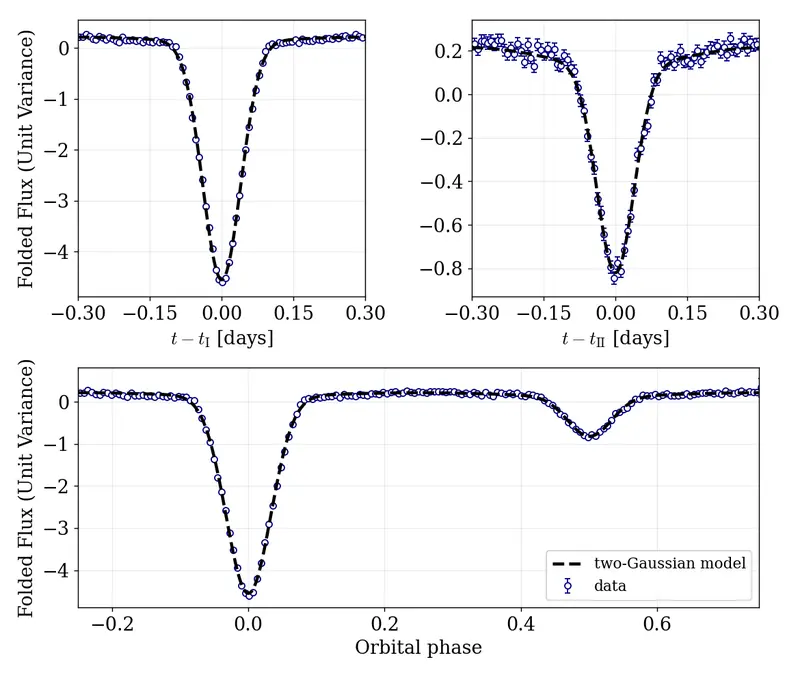 Folded Flux (Unit Variance)
0
−1
−2
−3
−4
−0.30 −0.15 0.00 0.15 0.30
t − t_I [days]
0.2
0.0
−0.2
−0.4
−0.6
−0.8
−0.30 −0.15 0.00 0.15 0.30
t − t_II [days]
Folded Flux (Unit Variance)
0
−1
−2
−3
−4
two-Gaussian model
data
−0.2 0.0 0.2 0.4 0.6
Orbital phase